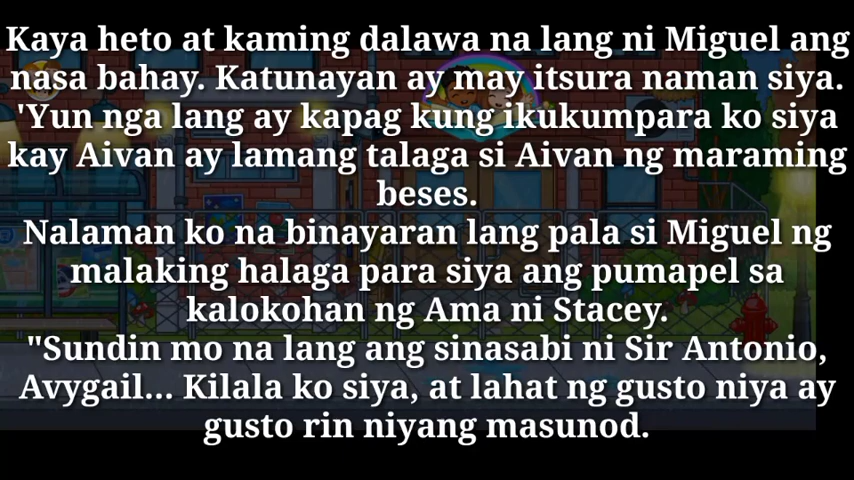 Kaya heto at kaming dalawa na lang ni Miguel ang
nasa bahay. Katunayan ay may itsura naman siya.
'Yun nga lang ay kapag kung ikukumpara ko siya
kay Aivan ay lamang talaga si Aivan ng maraming
beses.
Nalaman ko na binayaran lang pala si Miguel ng
malaking halaga para siya ang pumapel sa
kalokohan ng Ama ni Stacey.
"Sundin mo na lang ang sinasabi ni Sir Antonio,
Avygail... Kilala ko siya, at lahat ng gusto niya ay
gusto rin niyang masunod.